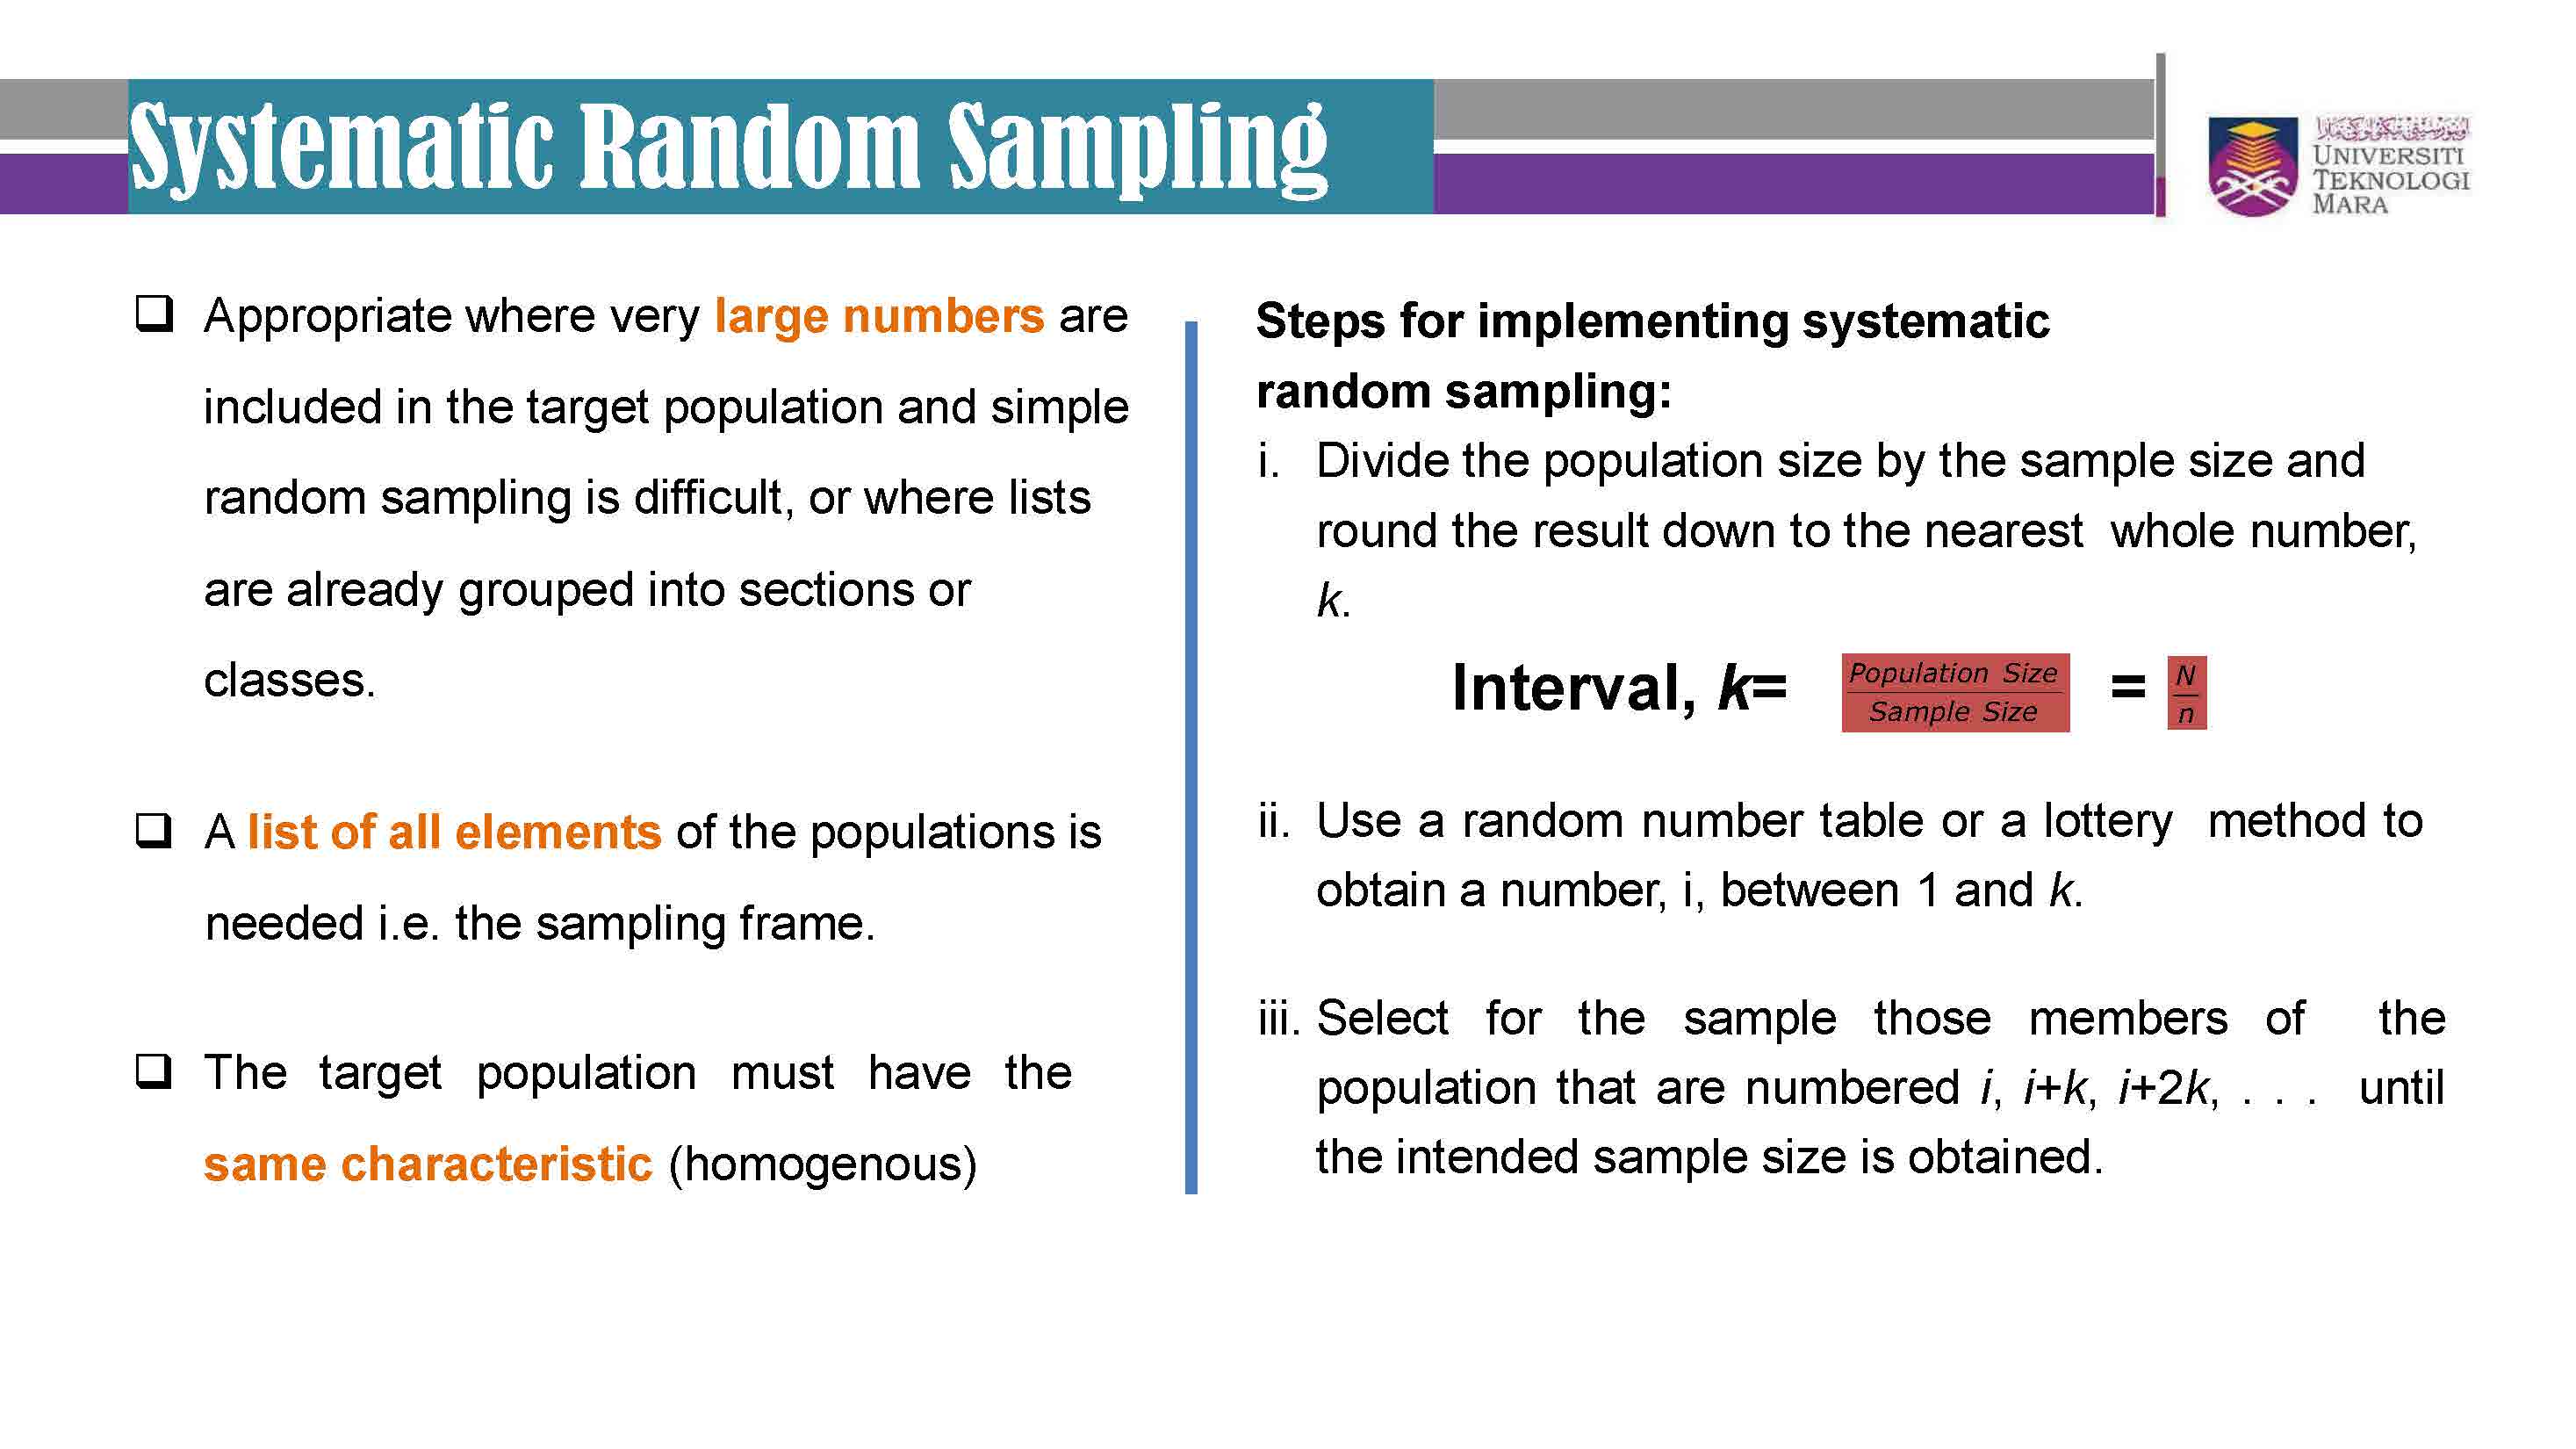 Systematic Random Sampling
UNIVERSITI
TEKNOLOGI
MARA
❑ Appropriate where very large numbers are
included in the target population and simple
random sampling is difficult, or where lists
are already grouped into sections or
classes.
❑ A list of all elements of the populations is
needed i.e. the sampling frame.
❑ The target population must have the
same characteristic (homogenous)
Steps for implementing systematic
random sampling:
i. Divide the population size by the sample size and
round the result down to the nearest whole number,
k.
Interval, k= Population Size / Sample Size = N / n
ii. Use a random number table or a lottery method to
obtain a number, i, between 1 and k.
iii. Select for the sample those members of the
population that are numbered i, i+k, i+2k, . . . until
the intended sample size is obtained.